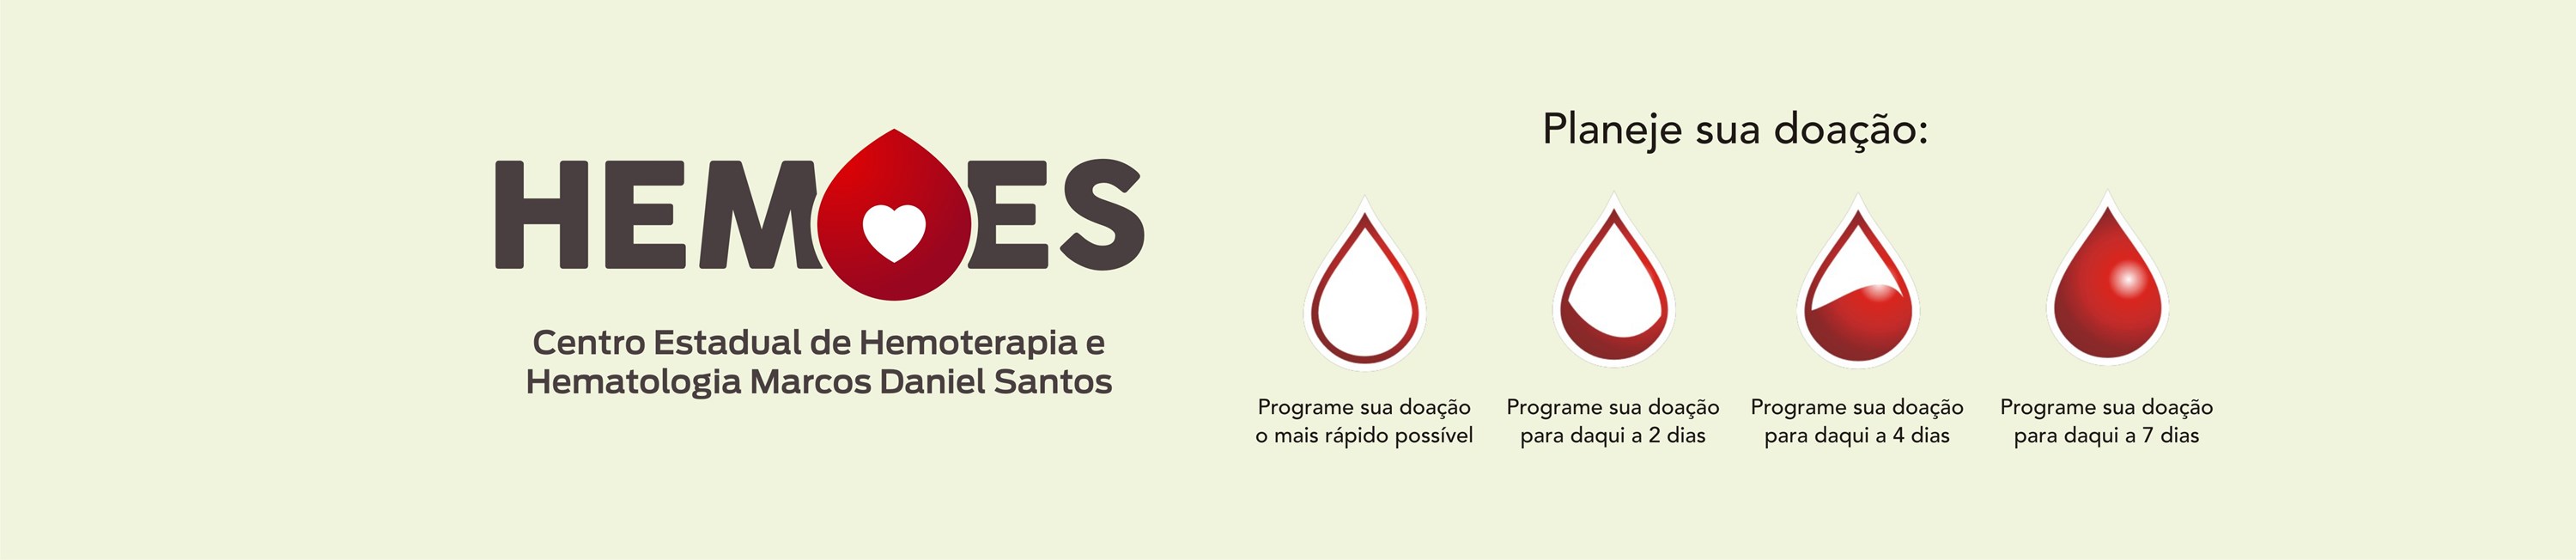 HEMOES
Centro Estadual de Hemoterapia e
Hematologia Marcos Daniel Santos
Planeje sua doação:
Programe sua doação
o mais rápido possível
Programe sua doação
para daqui a 2 dias
Programe sua doação
para daqui a 4 dias
Programe sua doação
para daqui a 7 dias